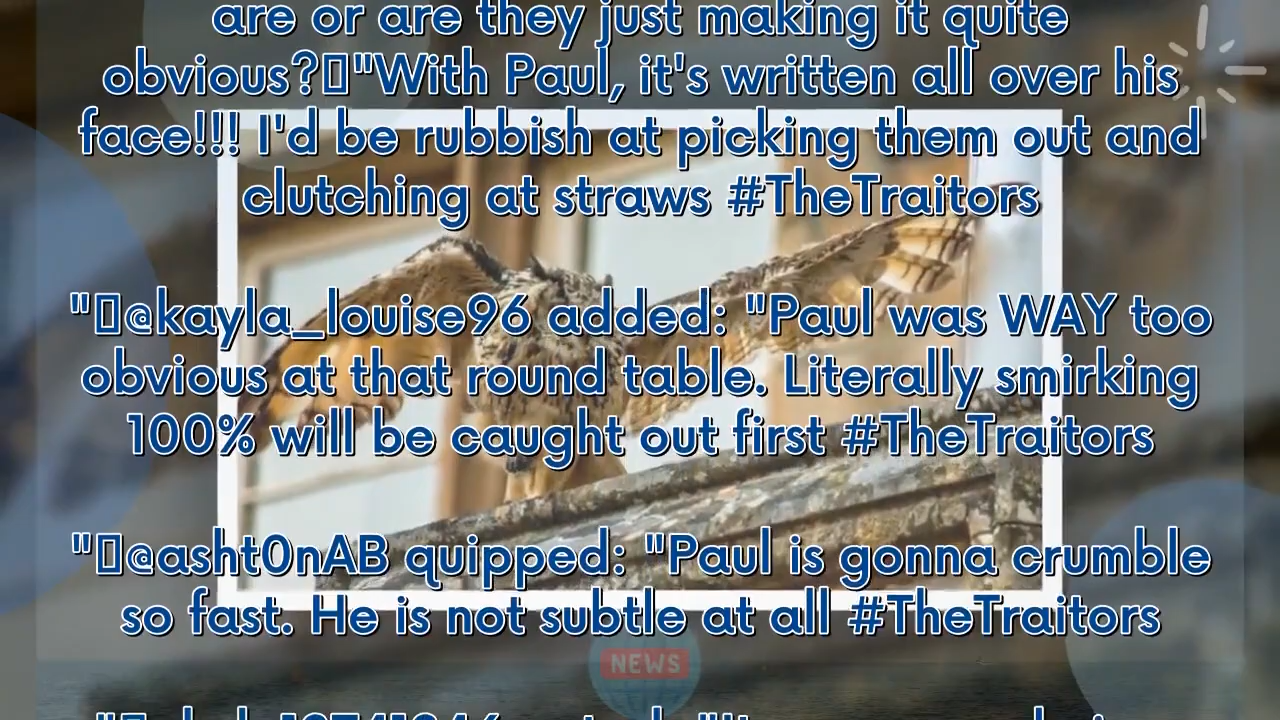 are or are they just making it quite
obvious?▯"With Paul, it's written all over his
face!!! I'd be rubbish at picking them out and
clutching at straws #TheTraitors
"▯@kayla_louise96 added: "Paul was WAY too
obvious at that round table. Literally smirking
100% will be caught out first #TheTraitors
"▯@asht0nAB quipped: "Paul is gonna crumble
so fast. He is not subtle at all #TheTraitors
NEWS